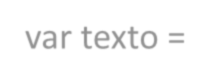 var texto =